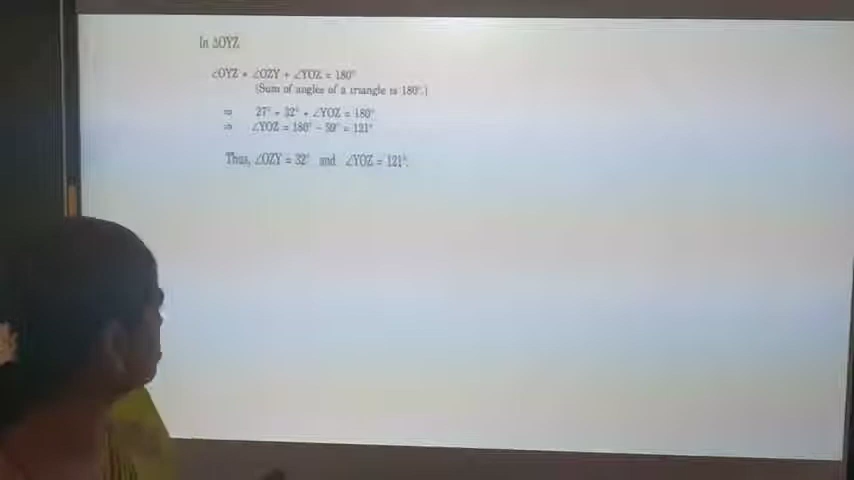 In ΔOYZ
∠OYZ + ∠OZY + ∠YOZ = 180°
(Sum of angles of a triangle is 180°.)
⇒ 27° + 32° + ∠YOZ = 180°
⇒ ∠YOZ = 180° - 59° = 121°
Thus, ∠OZY = 32° and ∠YOZ = 121°.